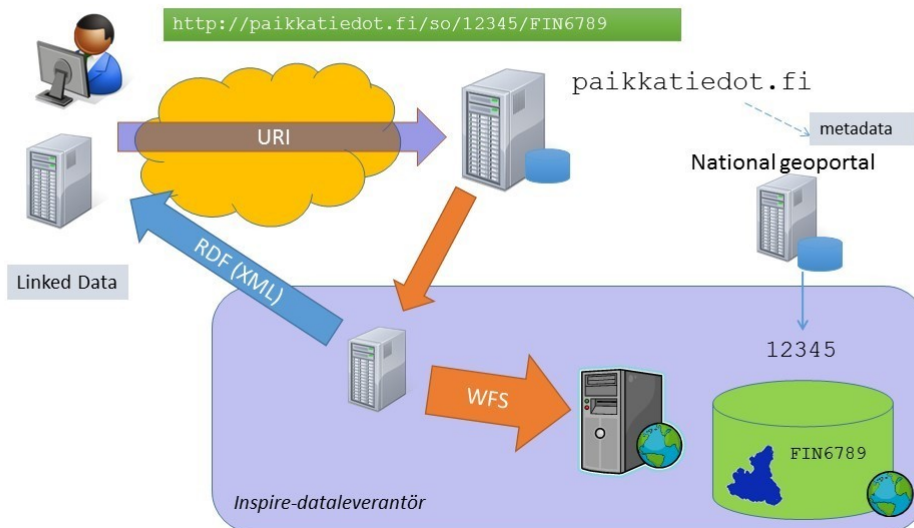 http://paikkatiedot.fi/so/12345/FIN6789
paikkatiedot.fi
URI
metadata
National geoportal
RDF (XML)
Linked Data
12345
WFS
FIN6789
Inspire-dataleverantör